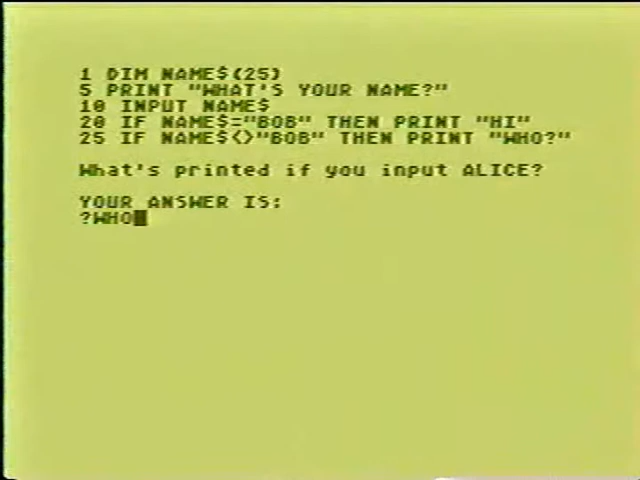 1 DIM NAME$(25)
5 PRINT "WHAT'S YOUR NAME?"
10 INPUT NAME$
20 IF NAME$="BOB" THEN PRINT "HI"
25 IF NAME$<>"BOB" THEN PRINT "WHO?"
What's printed if you input ALICE?
YOUR ANSWER IS:
?WHO